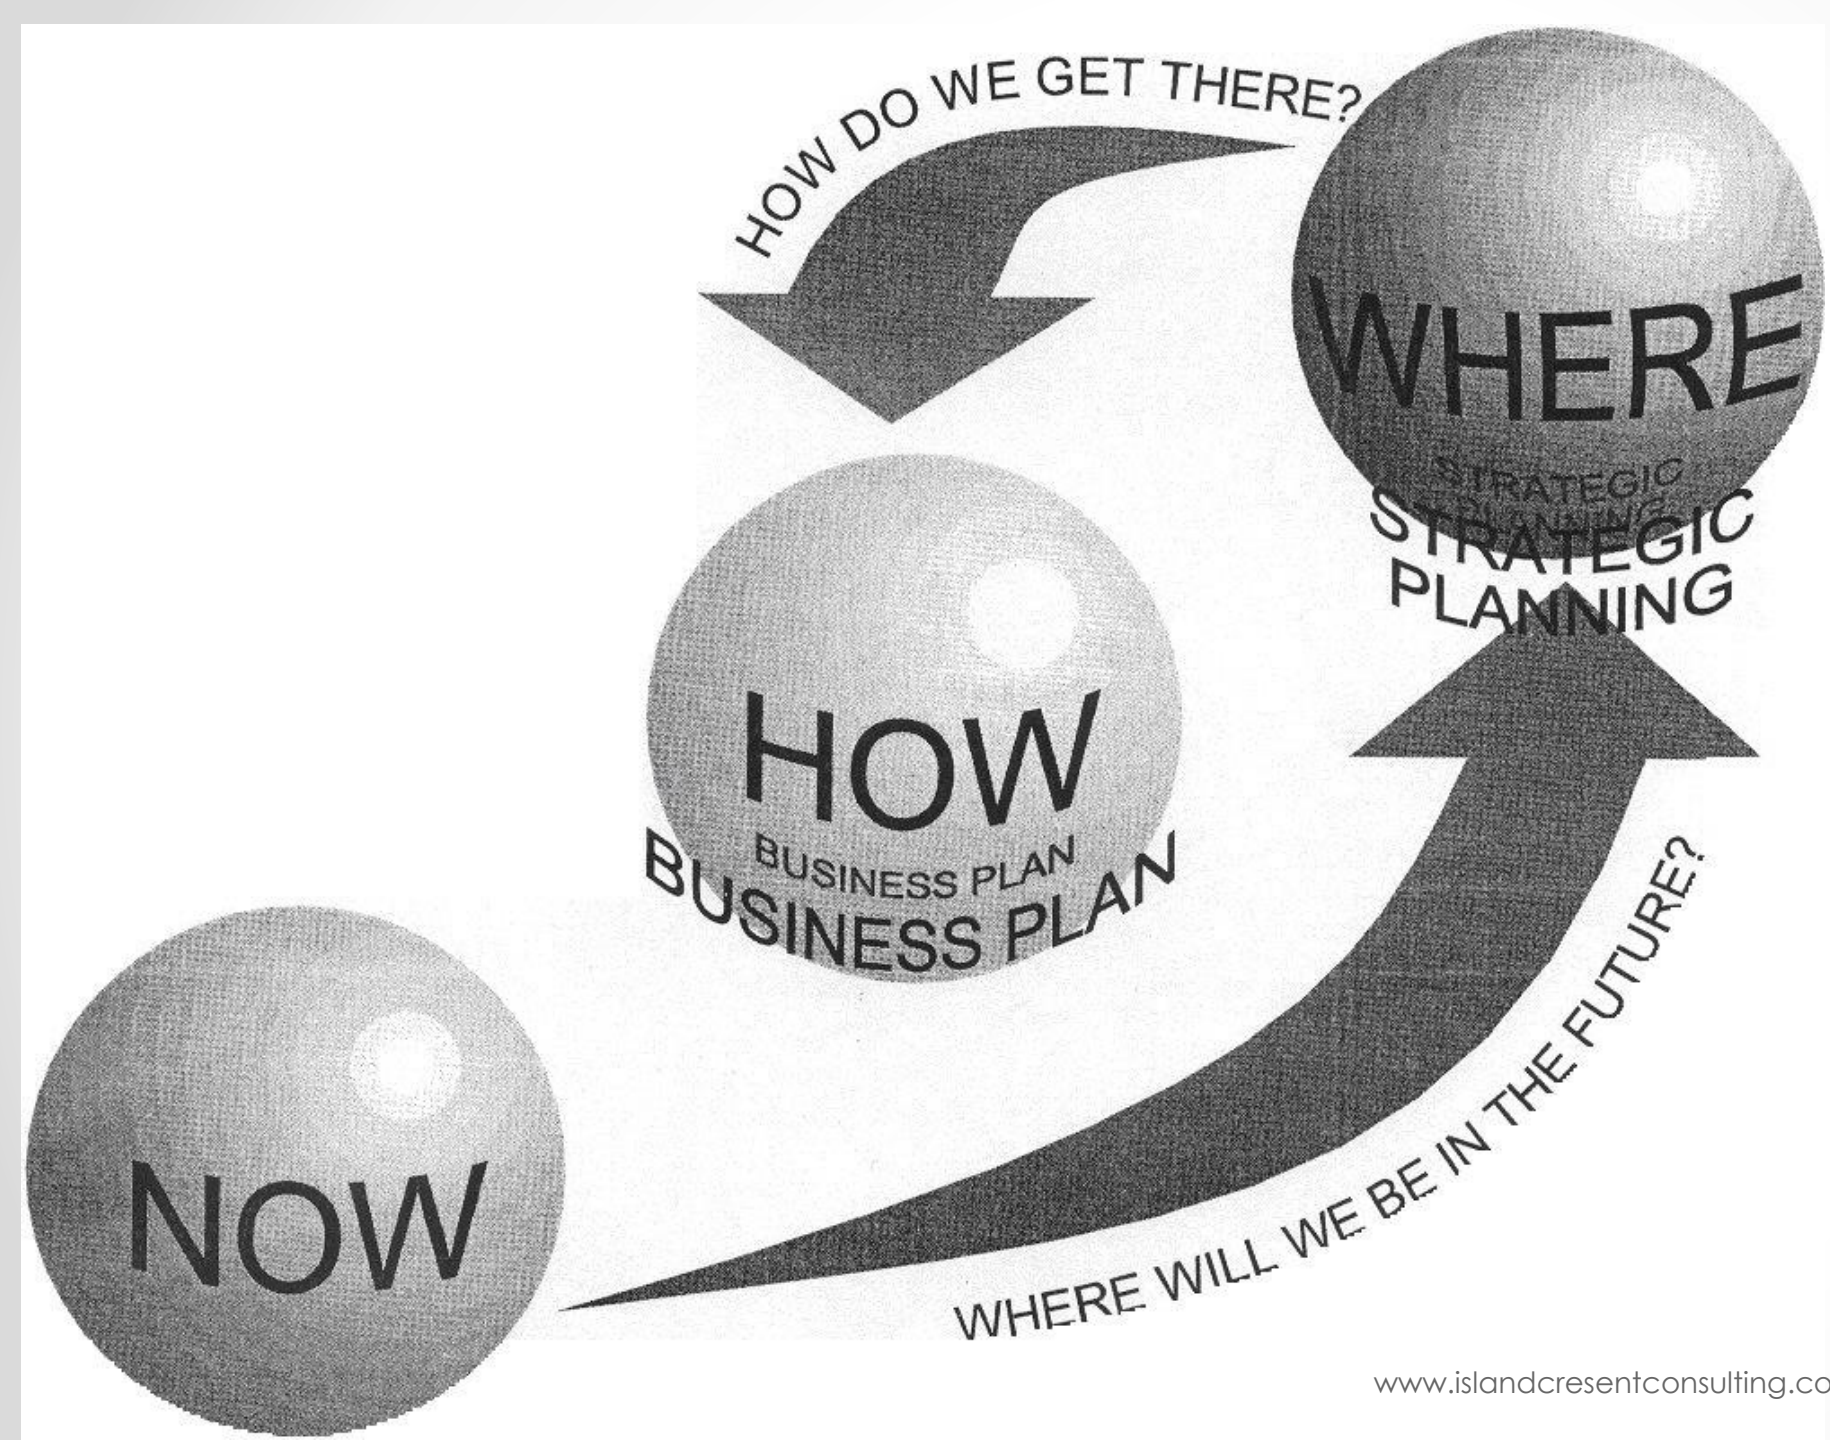 HOW DO WE GET THERE?
WHERE
STRATEGIC
PLANNING
STRATEGIC
PLANNING
HOW
BUSINESS PLAN
BUSINESS PLAN
NOW
WHERE WILL WE BE IN THE FUTURE?
www.islandcresentconsulting.co